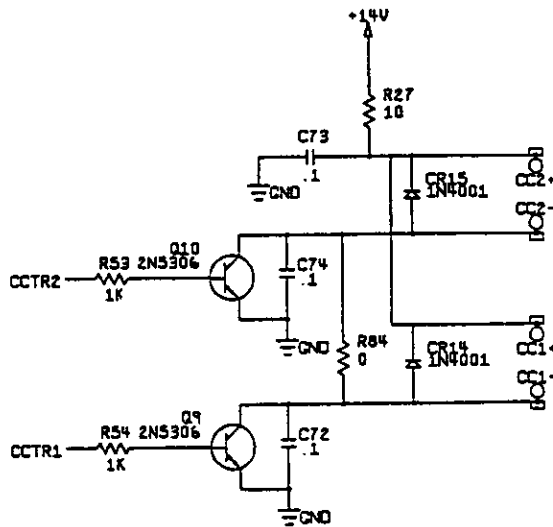 +14V
R27
10
C73
.1
GND
CR15
1N4001
CC2+
CC2-
Q10
R53 2N5306
CCTR2
1K
C74
.1
GND
R84
0
CR14
1N4001
CC1+
CC1-
Q9
R54 2N5306
CCTR1
1K
C72
.1
GND